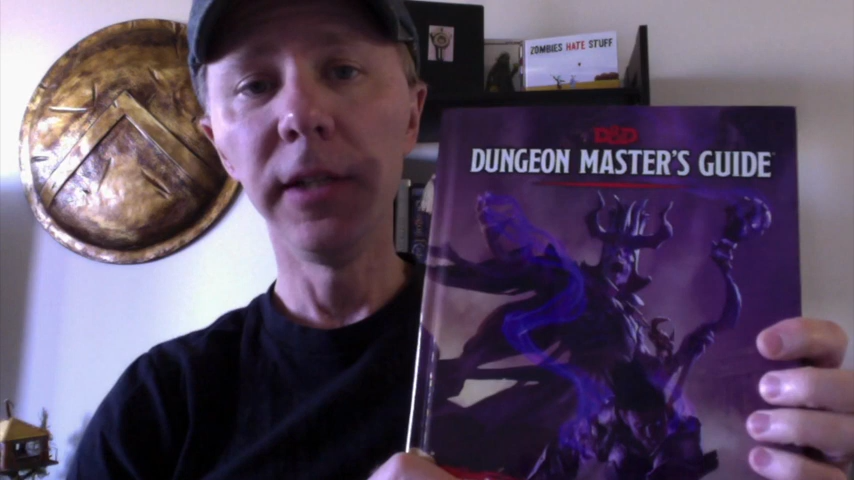 ZOMBIES HATE STUFF
D&D
DUNGEON MASTER'S GUIDE